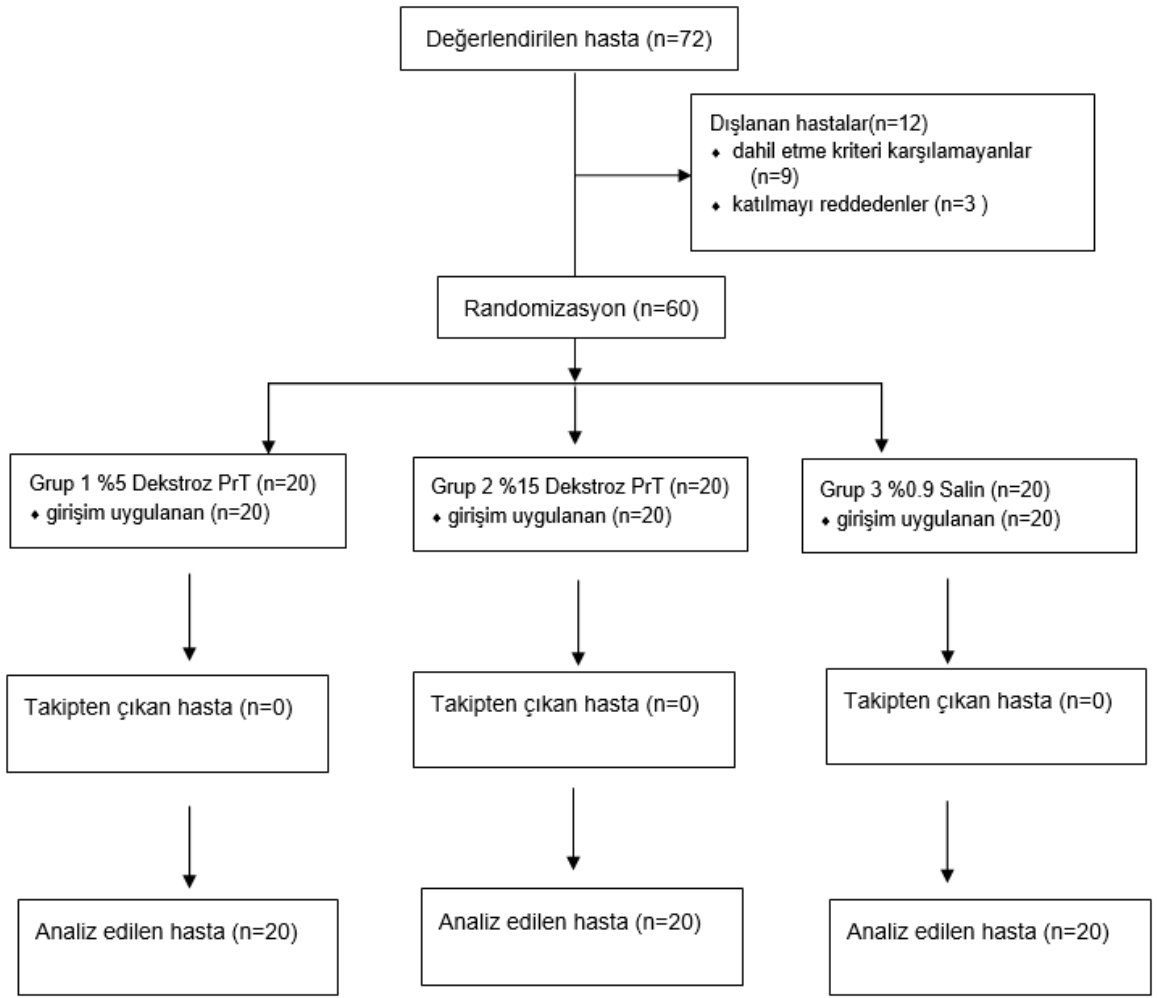 Değerlendirilen hasta (n=72)
Dışlanan hastalar(n=12)
⬧ dahil etme kriteri karşılamayanlar
(n=9)
⬧ katılmayı reddedenler (n=3 )
Randomizasyon (n=60)
Grup 1 %5 Dekstroz PrT (n=20)
⬧ girişim uygulanan (n=20)
Grup 2 %15 Dekstroz PrT (n=20)
⬧ girişim uygulanan (n=20)
Grup 3 %0.9 Salin (n=20)
⬧ girişim uygulanan (n=20)
Takipten çıkan hasta (n=0)
Takipten çıkan hasta (n=0)
Takipten çıkan hasta (n=0)
Analiz edilen hasta (n=20)
Analiz edilen hasta (n=20)
Analiz edilen hasta (n=20)